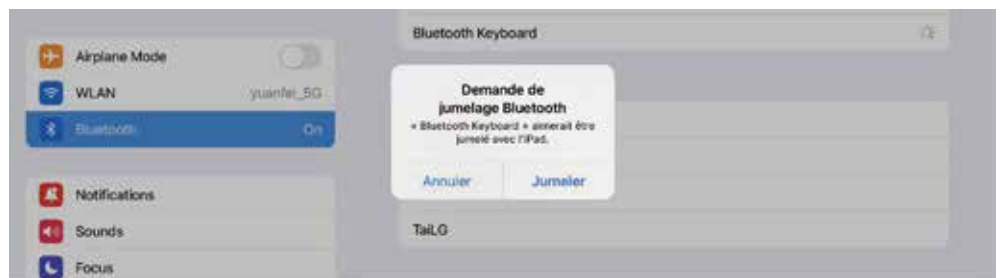 Airplane Mode
WLAN
yuanfei_5G
Bluetooth
On
Notifications
Sounds
Focus
Bluetooth Keyboard
Demande de
jumelage Bluetooth
« Bluetooth Keyboard » aimerait être
jumelé avec l'iPad.
Annuler
Jumeler
TaiLG